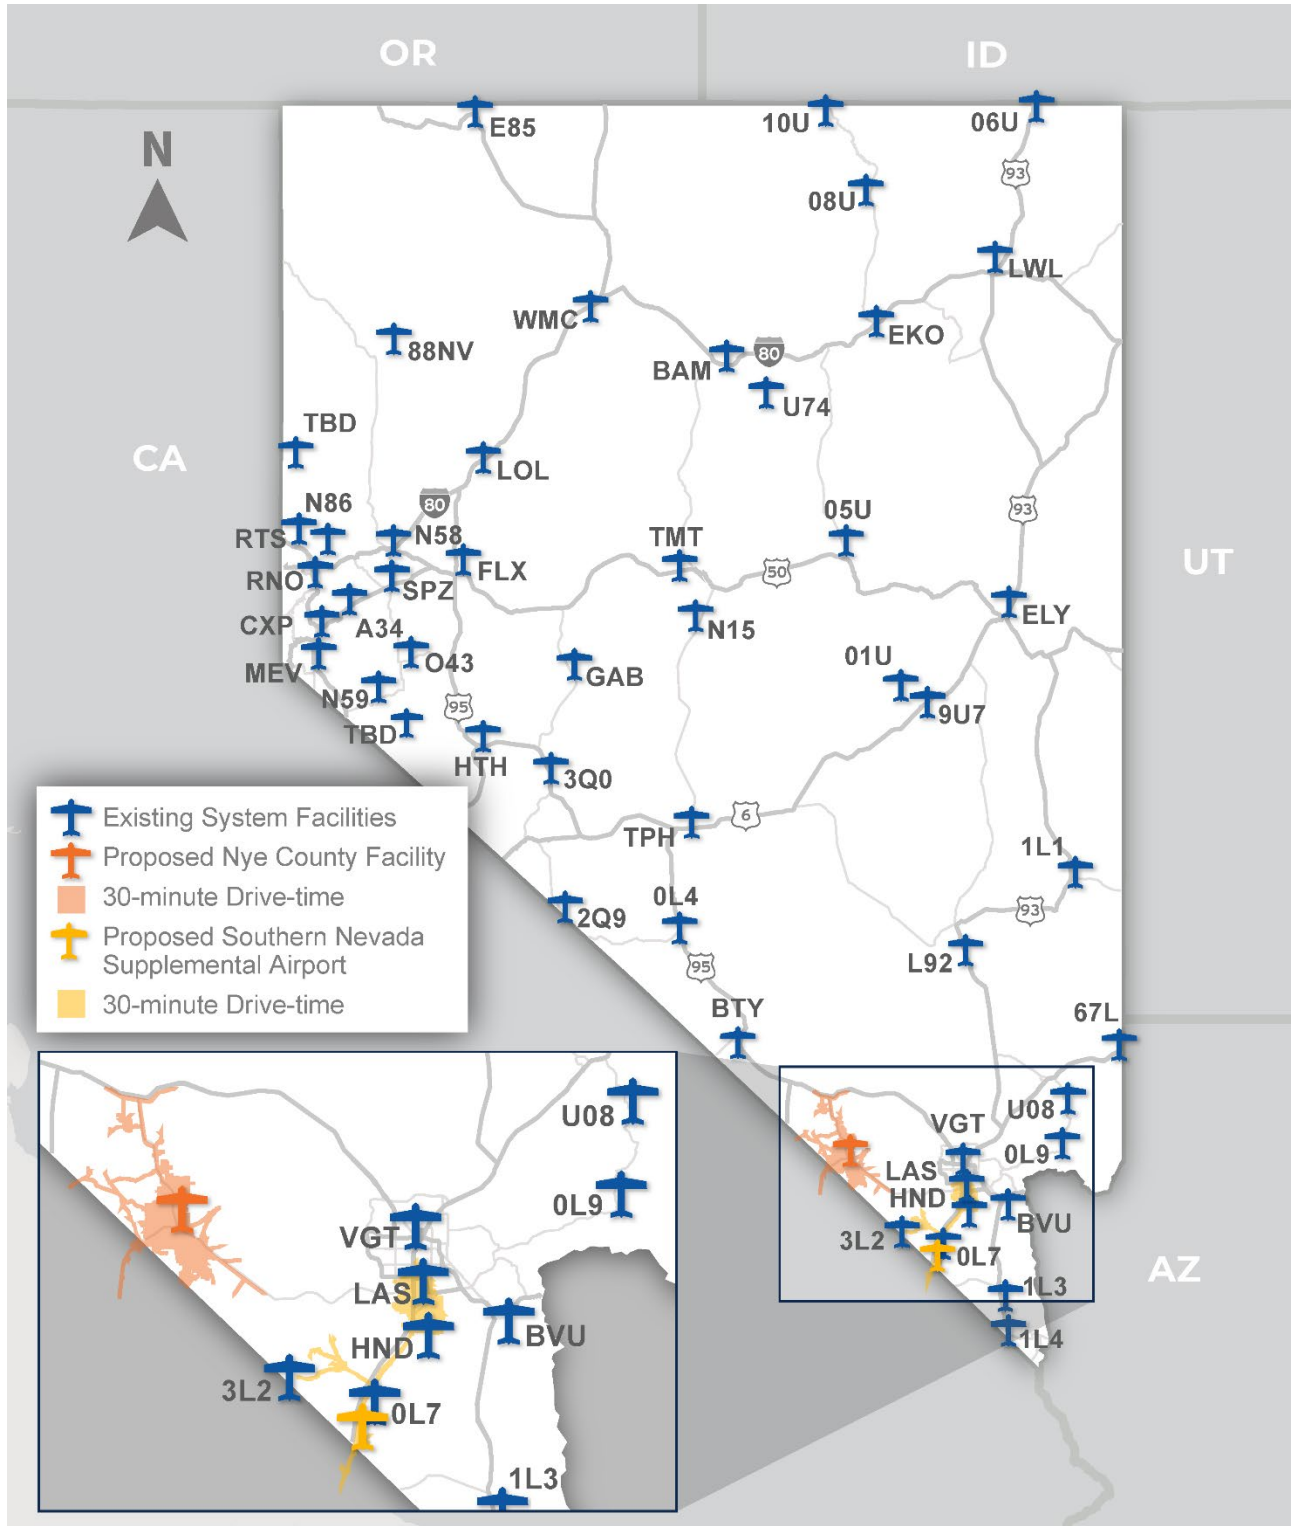 OR
ID
N
E85
10U
06U
93
08U
LWL
WMC
88NV
EKO
BAM
80
U74
TBD
CA
LOL
80
N86
RTS
N58
05U
93
TMT
UT
RNO
FLX
50
SPZ
CXP
A34
N15
ELY
MEV
O43
GAB
01U
N59
95
9U7
TBD
HTH
3Q0
Existing System Facilities
Proposed Nye County Facility
30-minute Drive-time
Proposed Southern Nevada
Supplemental Airport
30-minute Drive-time
TPH
6
1L1
0L4
2Q9
93
L92
95
BTY
67L
U08
VGT
0L9
LAS
HND
BVU
3L2
0L7
AZ
1L3
1L4
U08
0L9
VGT
LAS
HND
BVU
3L2
0L7
1L3